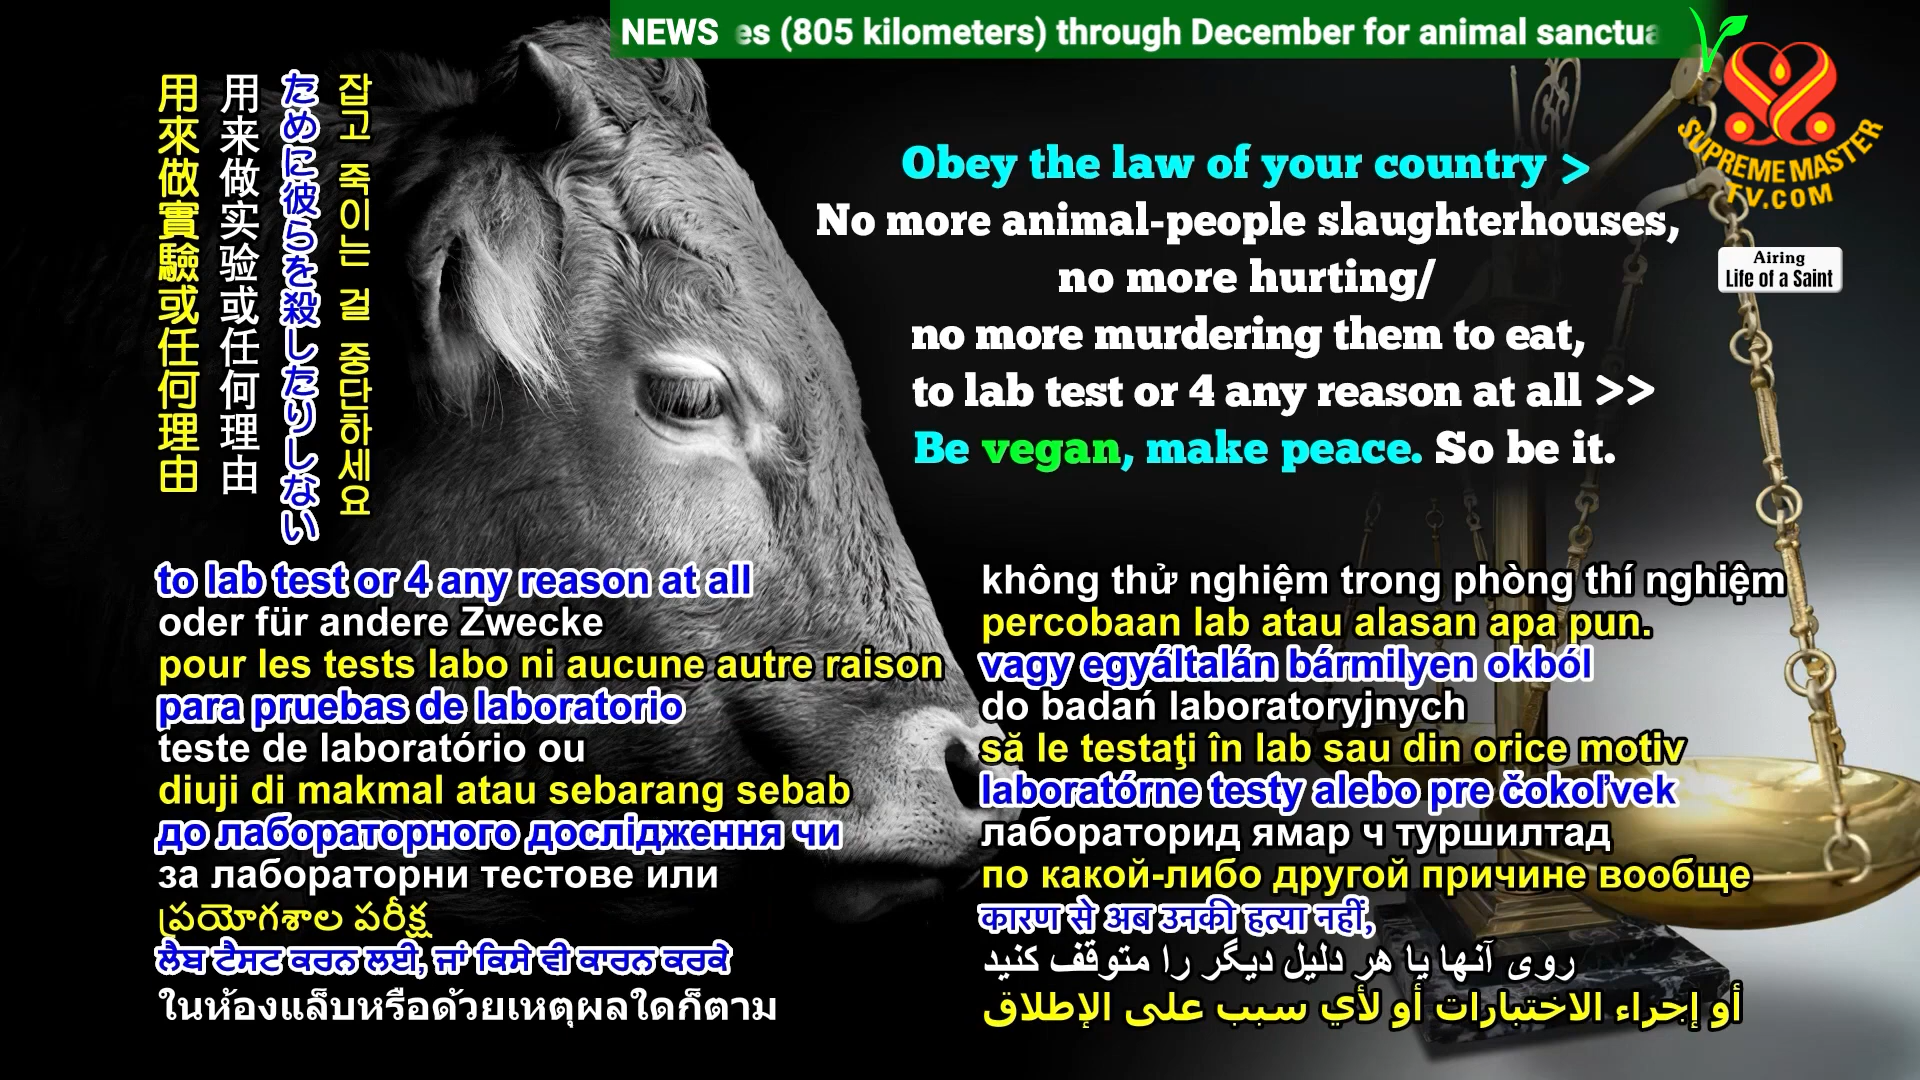 NEWS es (805 kilometers) through December for animal sanctua
SUPREME MASTER
TV.COM
Airing
Life of a Saint
Obey the law of your country >
No more animal-people slaughterhouses,
no more hurting/
no more murdering them to eat,
to lab test or 4 any reason at all >>
Be vegan, make peace. So be it.
用來做實驗或任何理由
用来做实验或任何理由
ために彼らを殺したりしない
잡고 죽이는 걸 중단하세요
to lab test or 4 any reason at all
oder für andere Zwecke
pour les tests labo ni aucune autre raison
para pruebas de laboratorio
teste de laboratório ou
diuji di makmal atau sebarang sebab
до лабораторного дослідження чи
за лабораторни тестове или
ప్రయోగశాల పరీక్ష
ਲੈਬ ਟੈਸਟ ਕਰਨ ਲਈ, ਜਾਂ ਕਿਸੇ ਵੀ ਕਾਰਨ ਕਰਕੇ
ในห้องแล็บหรือด้วยเหตุผลใดก็ตาม
không thử nghiệm trong phòng thí nghiệm
percobaan lab atau alasan apa pun.
vagy egyáltalán bármilyen okból
do badań laboratoryjnych
să le testaţi în lab sau din orice motiv
laboratórne testy alebo pre čokoľvek
лабораторид ямар ч туршилтад
по какой-либо другой причине вообще
कारण से अब उनकी हत्या नहीं,
روی آنها یا هر دلیل دیگر را متوقف کنید
أو إجراء الاختبارات أو لأي سبب على الإطلاق